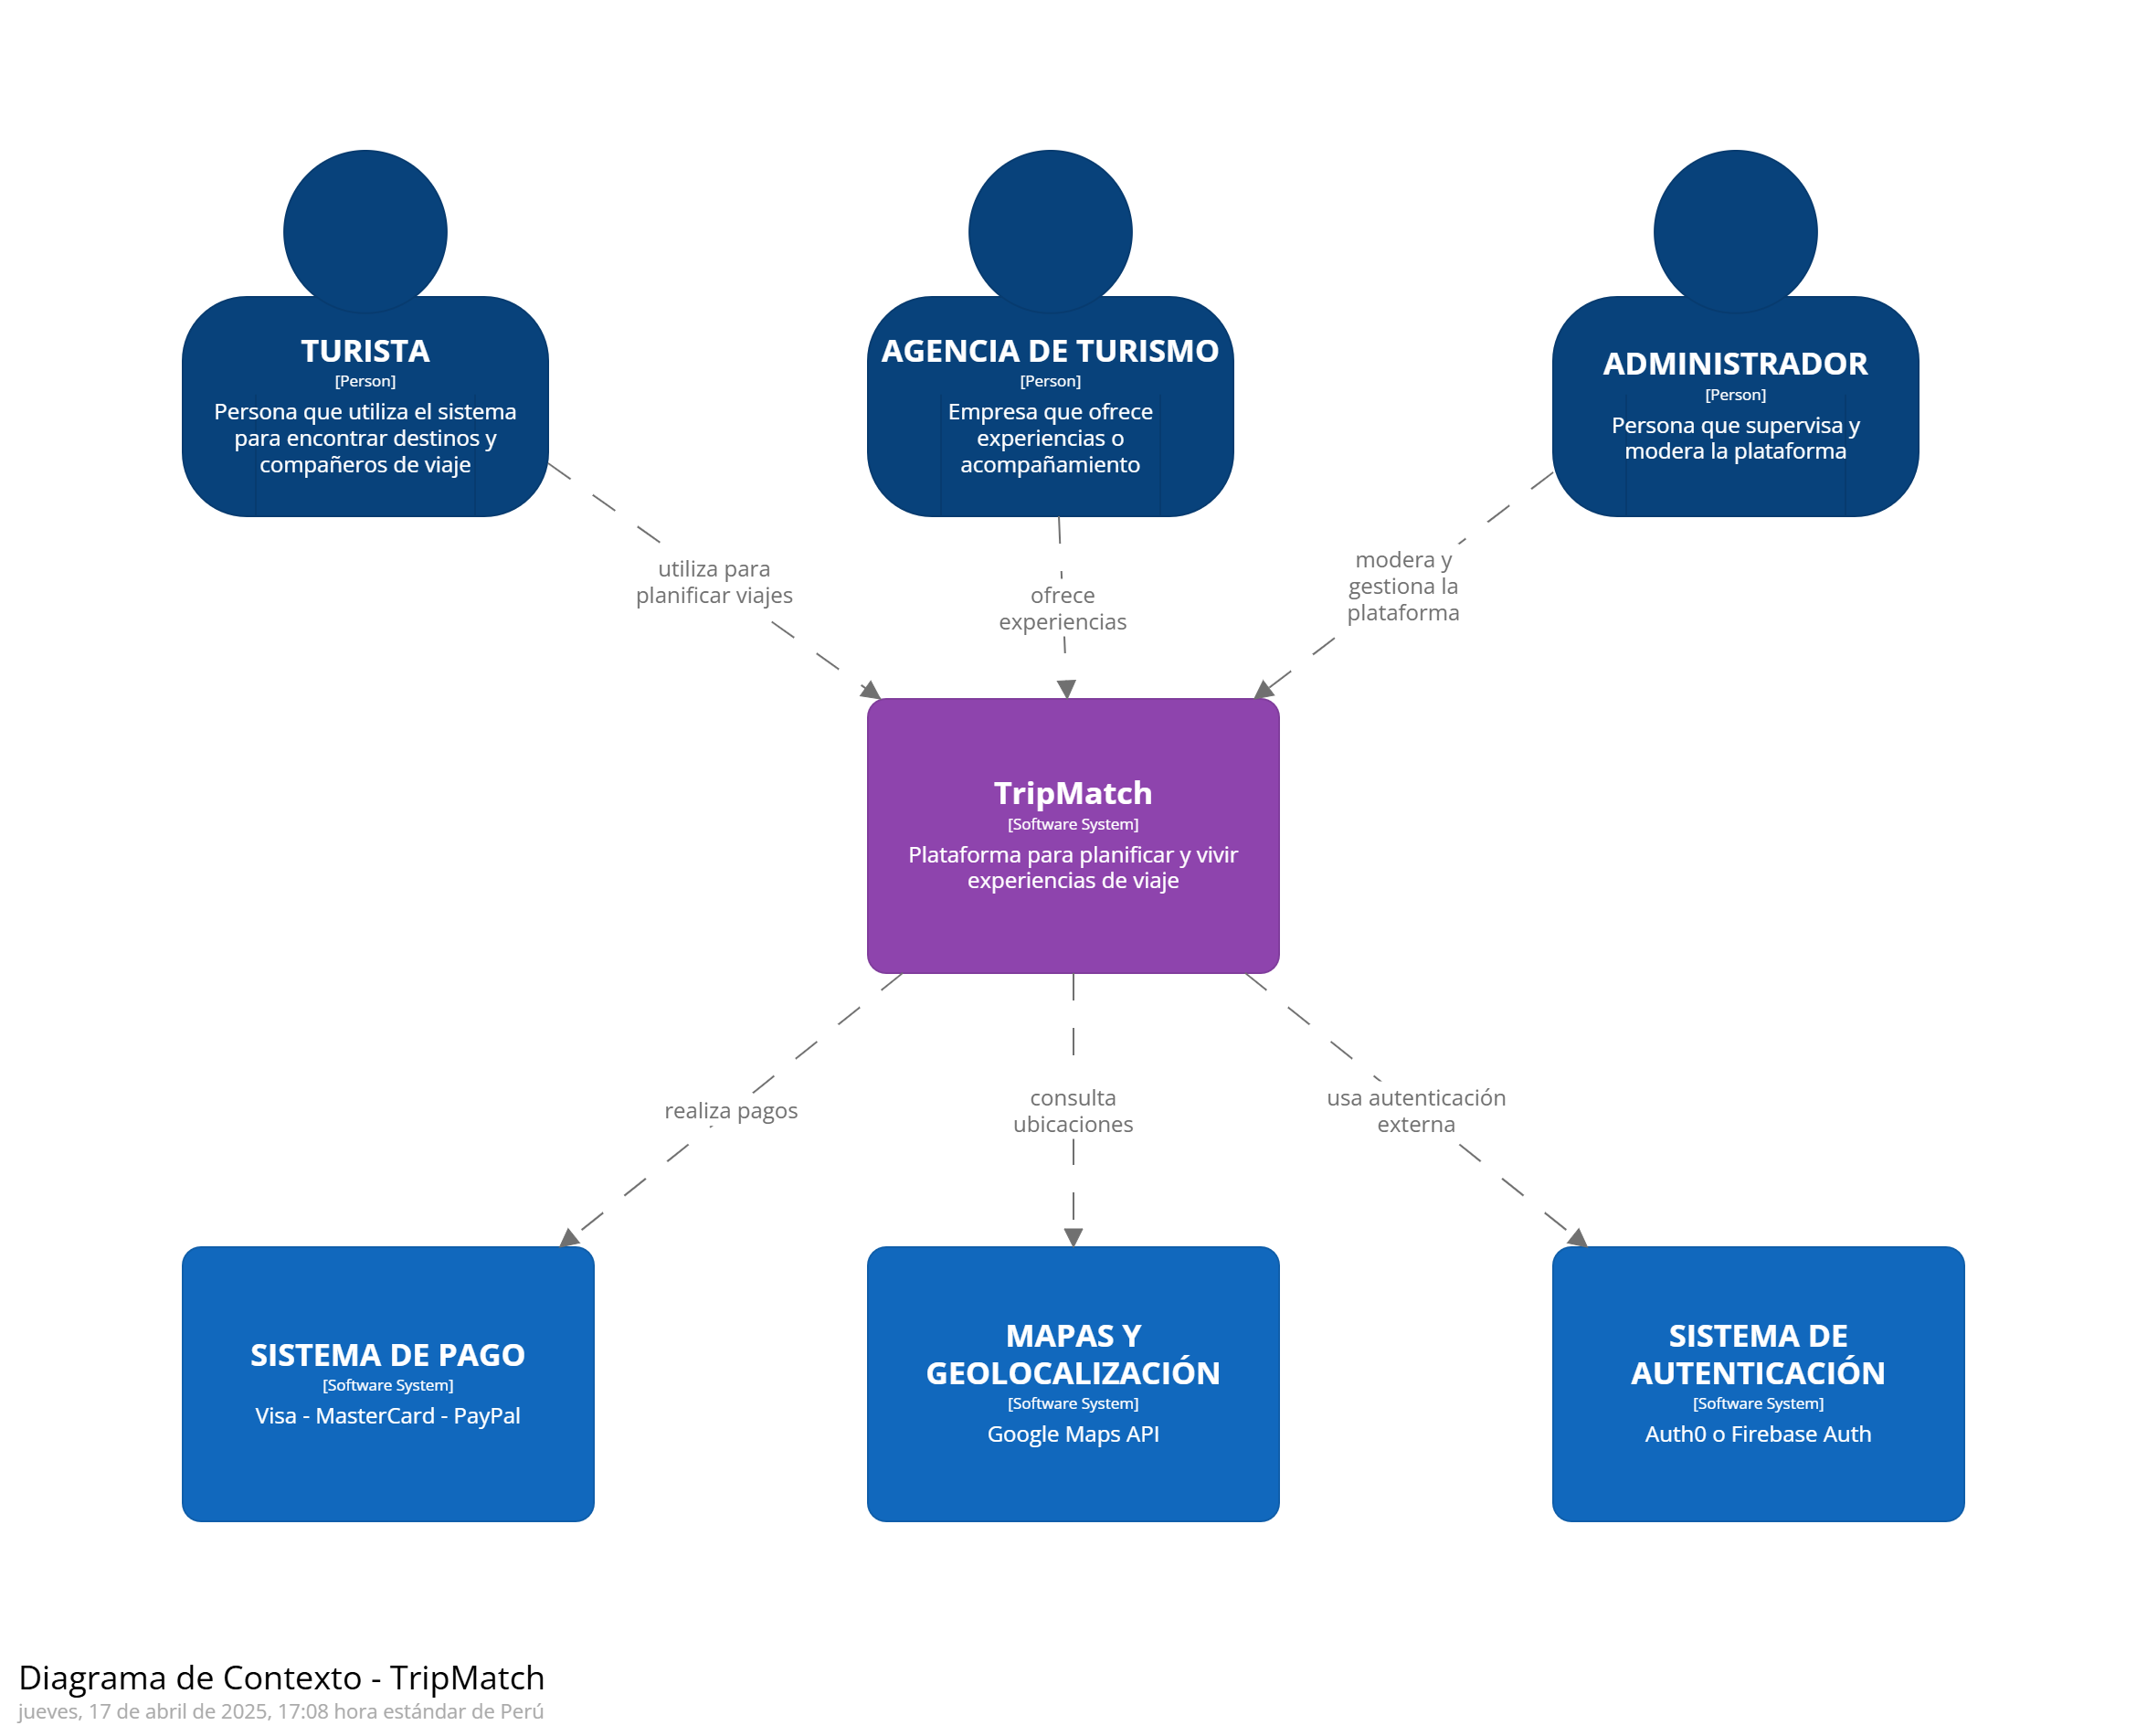 TURISTA
[Person]
Persona que utiliza el sistema
para encontrar destinos y
compañeros de viaje
AGENCIA DE TURISMO
[Person]
Empresa que ofrece
experiencias o
acompañamiento
ADMINISTRADOR
[Person]
Persona que supervisa y
modera la plataforma
utiliza para
planificar viajes
ofrece
experiencias
modera y
gestiona la
plataforma
TripMatch
[Software System]
Plataforma para planificar y vivir
experiencias de viaje
realiza pagos
consulta
ubicaciones
usa autenticación
externa
SISTEMA DE PAGO
[Software System]
Visa - MasterCard - PayPal
MAPAS Y
GEOLOCALIZACIÓN
[Software System]
Google Maps API
SISTEMA DE
AUTENTICACIÓN
[Software System]
Auth0 o Firebase Auth
Diagrama de Contexto - TripMatch
jueves, 17 de abril de 2025, 17:08 hora estándar de Perú